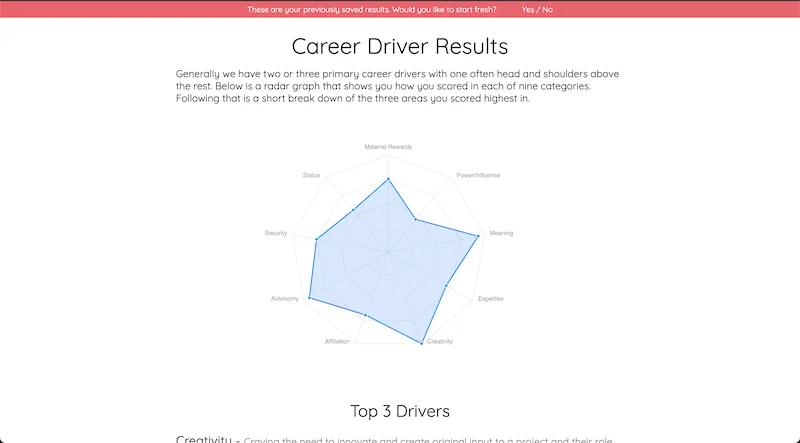 These are your previously saved results. Would you like to start fresh? Yes / No
Career Driver Results
Generally we have two or three primary career drivers with one often head and shoulders above
the rest. Below is a radar graph that shows you how you scored in each of nine categories.
Following that is a short break down of the three areas you scored highest in.
Material Rewards
Status
Power/Influence
Security
Meaning
Autonomy
Expertise
Affiliation
Creativity
Top 3 Drivers
Creativity - Craving the need to innovate and create original input to a project and their role